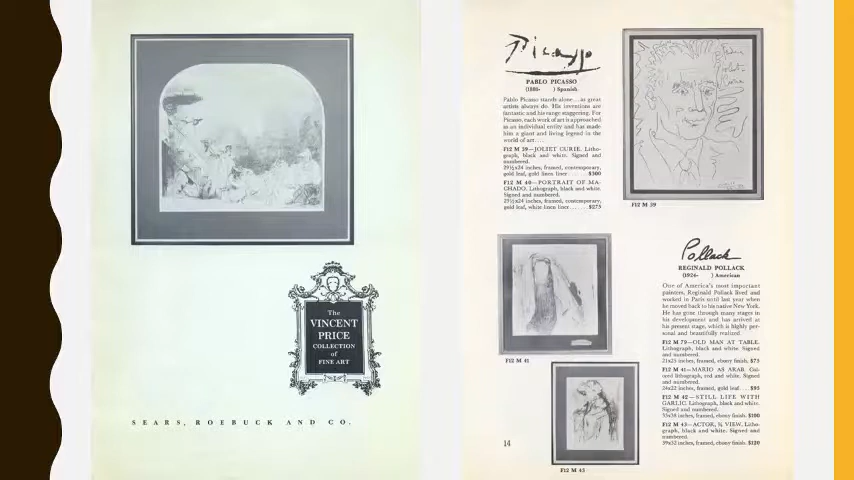 The
VINCENT
PRICE
COLLECTION
of
FINE ART
SEARS, ROEBUCK AND CO.
Picasso
PABLO PICASSO
(1881- ) Spanish
Pablo Picasso stands alone...as great
artists always do. His inventions are
fantastic and his range staggering. For
Picasso, each work of art is approached
as an individual entity and has made
him a giant and living legend in the
world of art....
F12 M 39—JOLIET CURIE. Litho-
graph, black and white. Signed and
numbered.
29½x24 inches, framed, contemporary,
gold leaf, gold linen liner ..... $300
F12 M 40—PORTRAIT OF MA-
CHADO. Lithograph, black and white.
Signed and numbered.
29½x24 inches, framed, contemporary,
gold leaf, white linen liner ..... $275
F12 M 39
F12 M 41
Pollack
REGINALD POLLACK
(1924- ) American
One of America's most important
painters, Reginald Pollack lived and
worked in Paris until last year when
he moved back to his native New York.
He has gone through many stages in
his development and has arrived at
his present stage, which is highly per-
sonal and beautifully realized.
F12 M 79—OLD MAN AT TABLE.
Lithograph, black and white. Signed
and numbered.
21x25 inches, framed, ebony finish. $75
F12 M 41—MARIO AS ARAB. Col-
ored lithograph, red and white. Signed
and numbered.
24x22 inches, framed, gold leaf. ... $95
F12 M 42—STILL LIFE WITH
GARLIC. Lithograph, black and white.
Signed and numbered.
35x28 inches, framed, ebony finish. $100
F12 M 43—ACTOR, ¾ VIEW. Litho-
graph, black and white. Signed and
numbered.
39x32 inches, framed, ebony finish. $120
14
F12 M 43